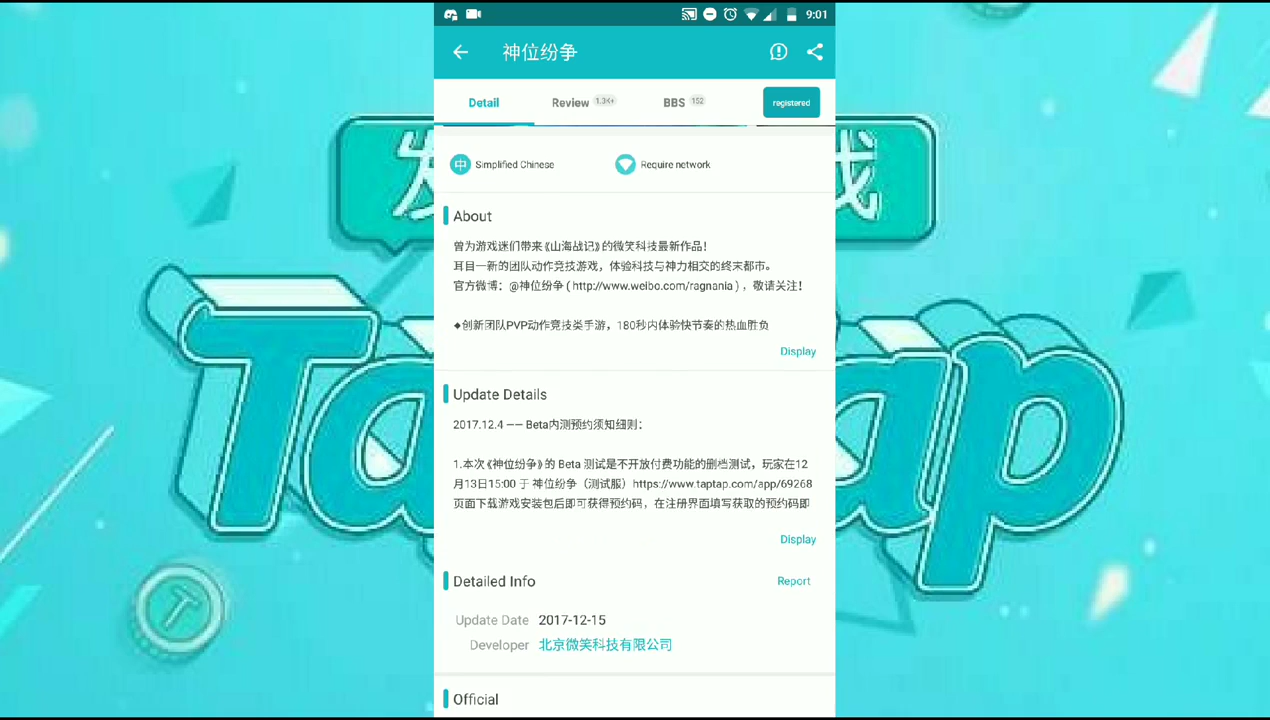 9:01
神位纷争
Detail
Review 1.3K+
BBS 152
registered
中 Simplified Chinese
Require network
About
曾为游戏迷们带来《山海战记》的微笑科技最新作品！
耳目一新的团队动作竞技游戏，体验科技与神力相交的终末都市。
官方微博：@神位纷争 ( http://www.weibo.com/ragnania ) ，敬请关注！
◆创新团队PVP动作竞技类手游，180秒内体验快节奏的热血胜负
Display
Update Details
2017.12.4 —— Beta内测预约须知细则：
1.本次《神位纷争》的 Beta 测试是不开放付费功能的删档测试，玩家在12
月13日15:00 于 神位纷争（测试服）https://www.taptap.com/app/69268
页面下载游戏安装包后即可获得预约码，在注册界面填写获取的预约码即
Display
Detailed Info
Report
Update Date 2017-12-15
Developer 北京微笑科技有限公司
Official
发
戏
Ta
ap